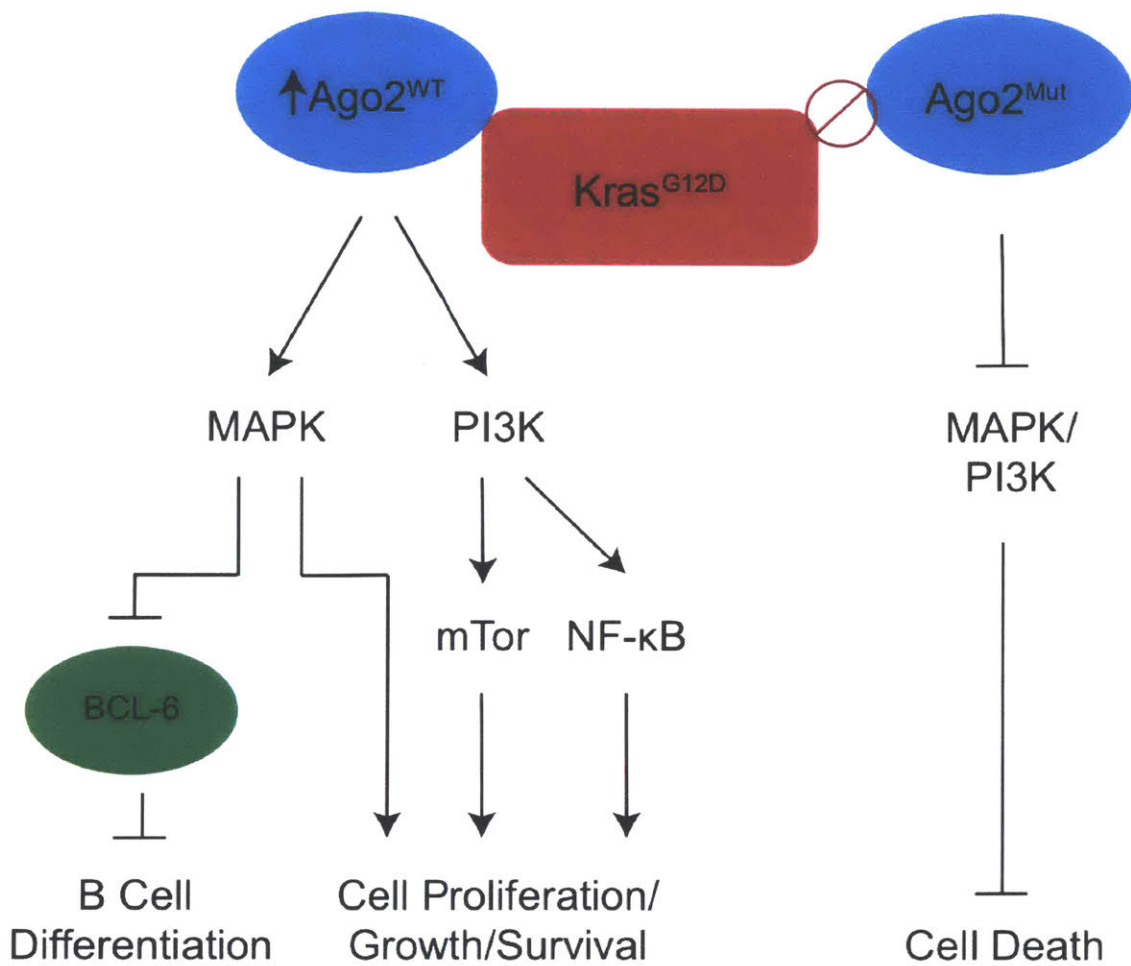 ↑Ago2WT
Ago2Mut
KrasG12D
MAPK
PI3K
MAPK/
PI3K
mTor
NF-κB
BCL-6
B Cell
Differentiation
Cell Proliferation/
Growth/Survival
Cell Death